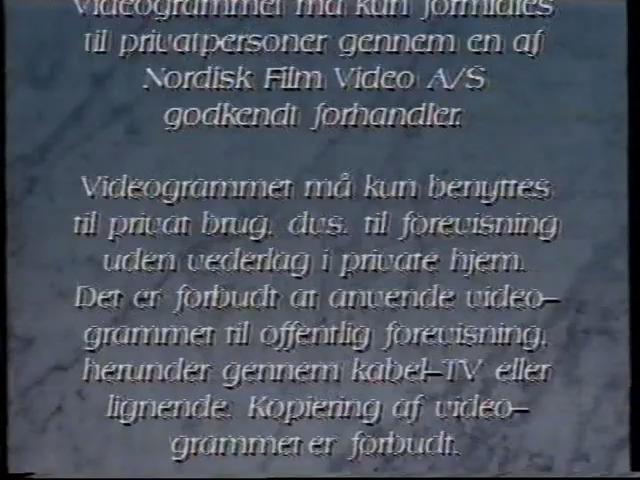 Videogrammet må kun formidles
til privatpersoner gennem en af
Nordisk Film Video A/S
godkendt forhandler.
Videogrammet må kun benyttes
til privat brug, dvs. til forevisning
uden vederlag i private hjem.
Det er forbudt at anvende video-
grammet til offentlig forevisning,
herunder gennem kabel-TV eller
lignende. Kopiering af video-
grammet er forbudt.